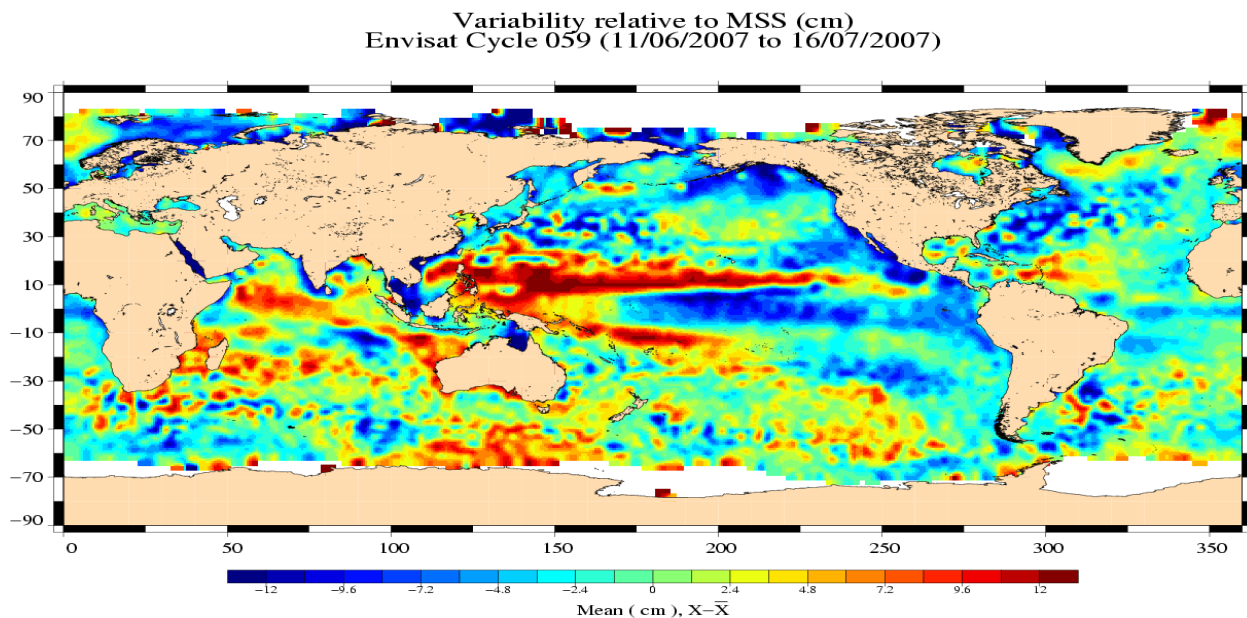 Variability relative to MSS (cm)
Envisat Cycle 059 (11/06/2007 to 16/07/2007)
90
70
50
30
10
−10
−30
−50
−70
−90
0 50 100 150 200 250 300 350
−12 −9.6 −7.2 −4.8 −2.4 0 2.4 4.8 7.2 9.6 12
Mean ( cm ), X−X̅